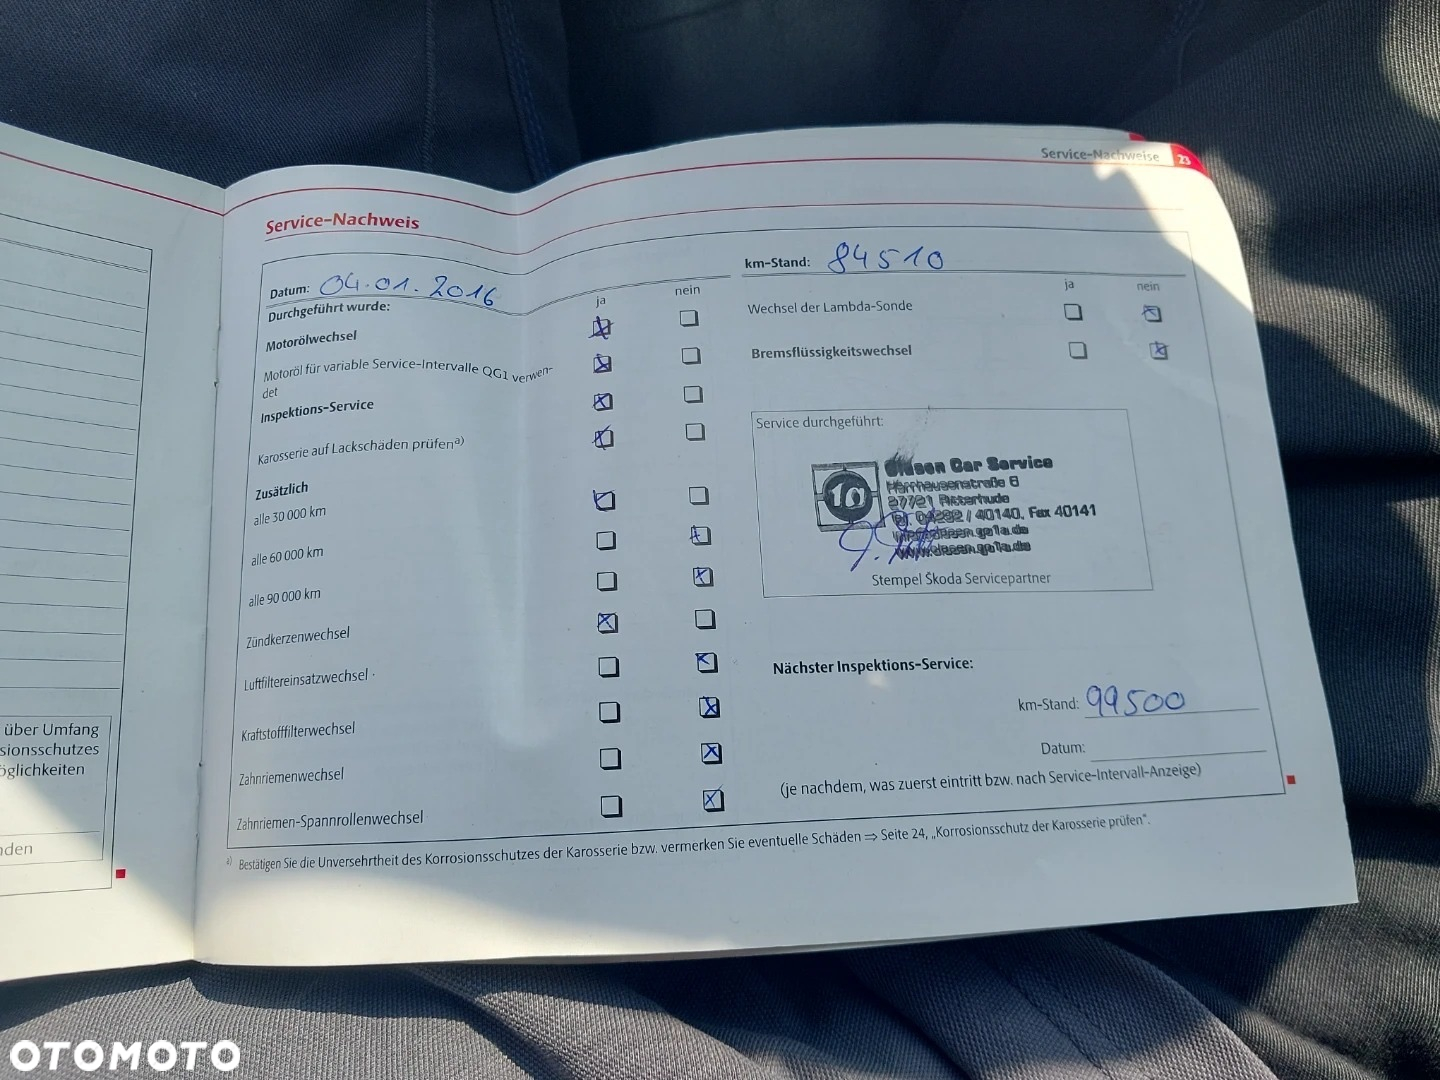 Service-Nachweise 23
Service-Nachweis
Datum: 04.01.2016
km-Stand: 84510
Durchgeführt wurde:
ja nein
Motorölwechsel
Motoröl für variable Service-Intervalle QG1 verwen-
det
Inspektions-Service
Karosserie auf Lackschäden prüfen a)
Zusätzlich
alle 30 000 km
alle 60 000 km
alle 90 000 km
Zündkerzenwechsel
Luftfiltereinsatzwechsel
Kraftstofffilterwechsel
Zahnriemenwechsel
Zahnriemen-Spannrollenwechsel
ja nein
Wechsel der Lambda-Sonde
Bremsflüssigkeitswechsel
Service durchgeführt:
1a
Car Service
27721 Ritterhude
/ 40140, Fax 40141
Stempel Škoda Servicepartner
Nächster Inspektions-Service:
km-Stand: 99500
Datum:
(je nachdem, was zuerst eintritt bzw. nach Service-Intervall-Anzeige)
a) Bestätigen Sie die Unversehrtheit des Korrosionsschutzes der Karosserie bzw. vermerken Sie eventuelle Schäden ⇒ Seite 24, „Korrosionsschutz der Karosserie prüfen“.
über Umfang
sionsschutzes
öglichkeiten
nden
OTOMOTO